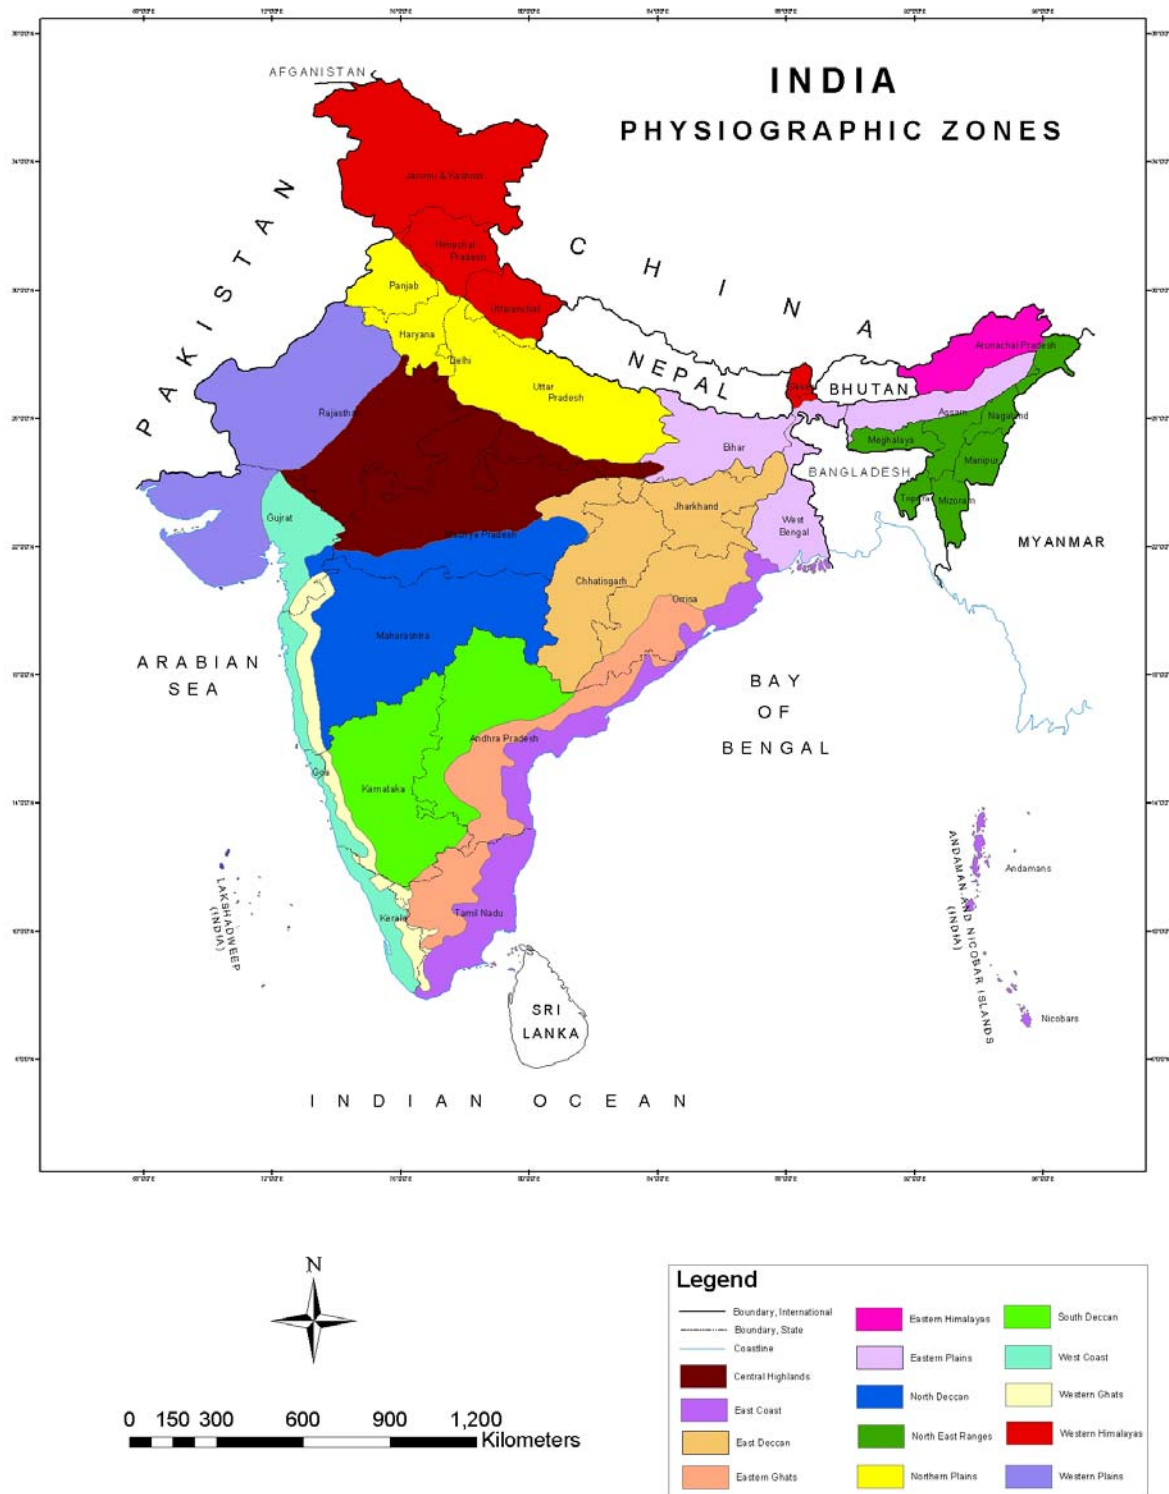 INDIA
PHYSIOGRAPHIC ZONES
AFGANISTAN
PAKISTAN
CHINA
Jammu & Kashmir
Himachal
Pradesh
Panjab
Uttaranchal
Haryana
Delhi
NEPAL
BHUTAN
Arunachal Pradesh
Uttar
Pradesh
Rajasthan
Assam
Nagaland
Bihar
Meghalaya
BANGLADESH
Manipur
Tripura
Mizoram
Gujrat
Jharkhand
West
Bengal
MYANMAR
Madhya Pradesh
Chhatisgarh
Orrisa
Maharashtra
ARABIAN
SEA
BAY
OF
BENGAL
Andhra Pradesh
Goa
Karnataka
LAKSHADWEEP
(INDIA)
Kerala
Tamil Nadu
ANDAMAN AND NICOBAR ISLANDS
(INDIA)
Andamans
Nicobars
SRI
LANKA
INDIAN OCEAN
N
0 150 300 600 900 1,200
Kilometers
Legend
Boundary, International
Boundary, State
Coastline
Central Highlands
East Coast
East Deccan
Eastern Ghats
Eastern Himalayas
Eastern Plains
North Deccan
North East Ranges
Northern Plains
South Deccan
West Coast
Western Ghats
Western Himalayas
Western Plains